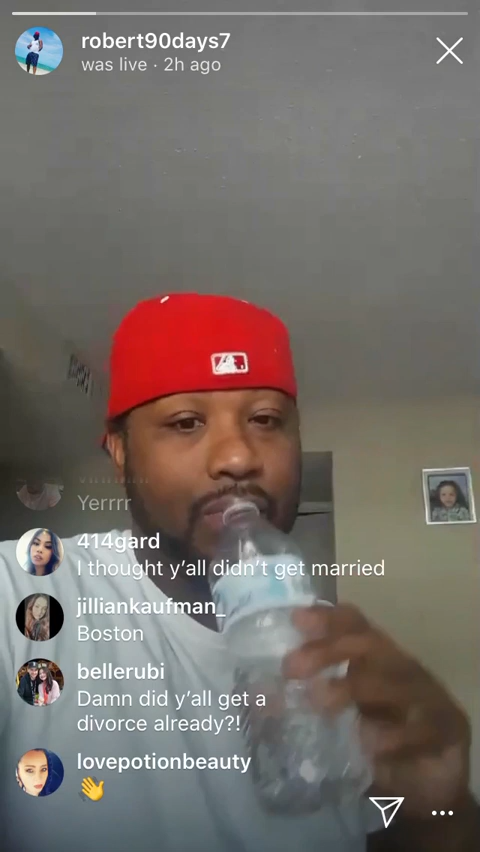 robert90days7
was live · 2h ago
Yerrrr
414gard
I thought y'all didn't get married
jilliankaufman_
Boston
bellerubi
Damn did y'all get a
divorce already?!
lovepotionbeauty
👋